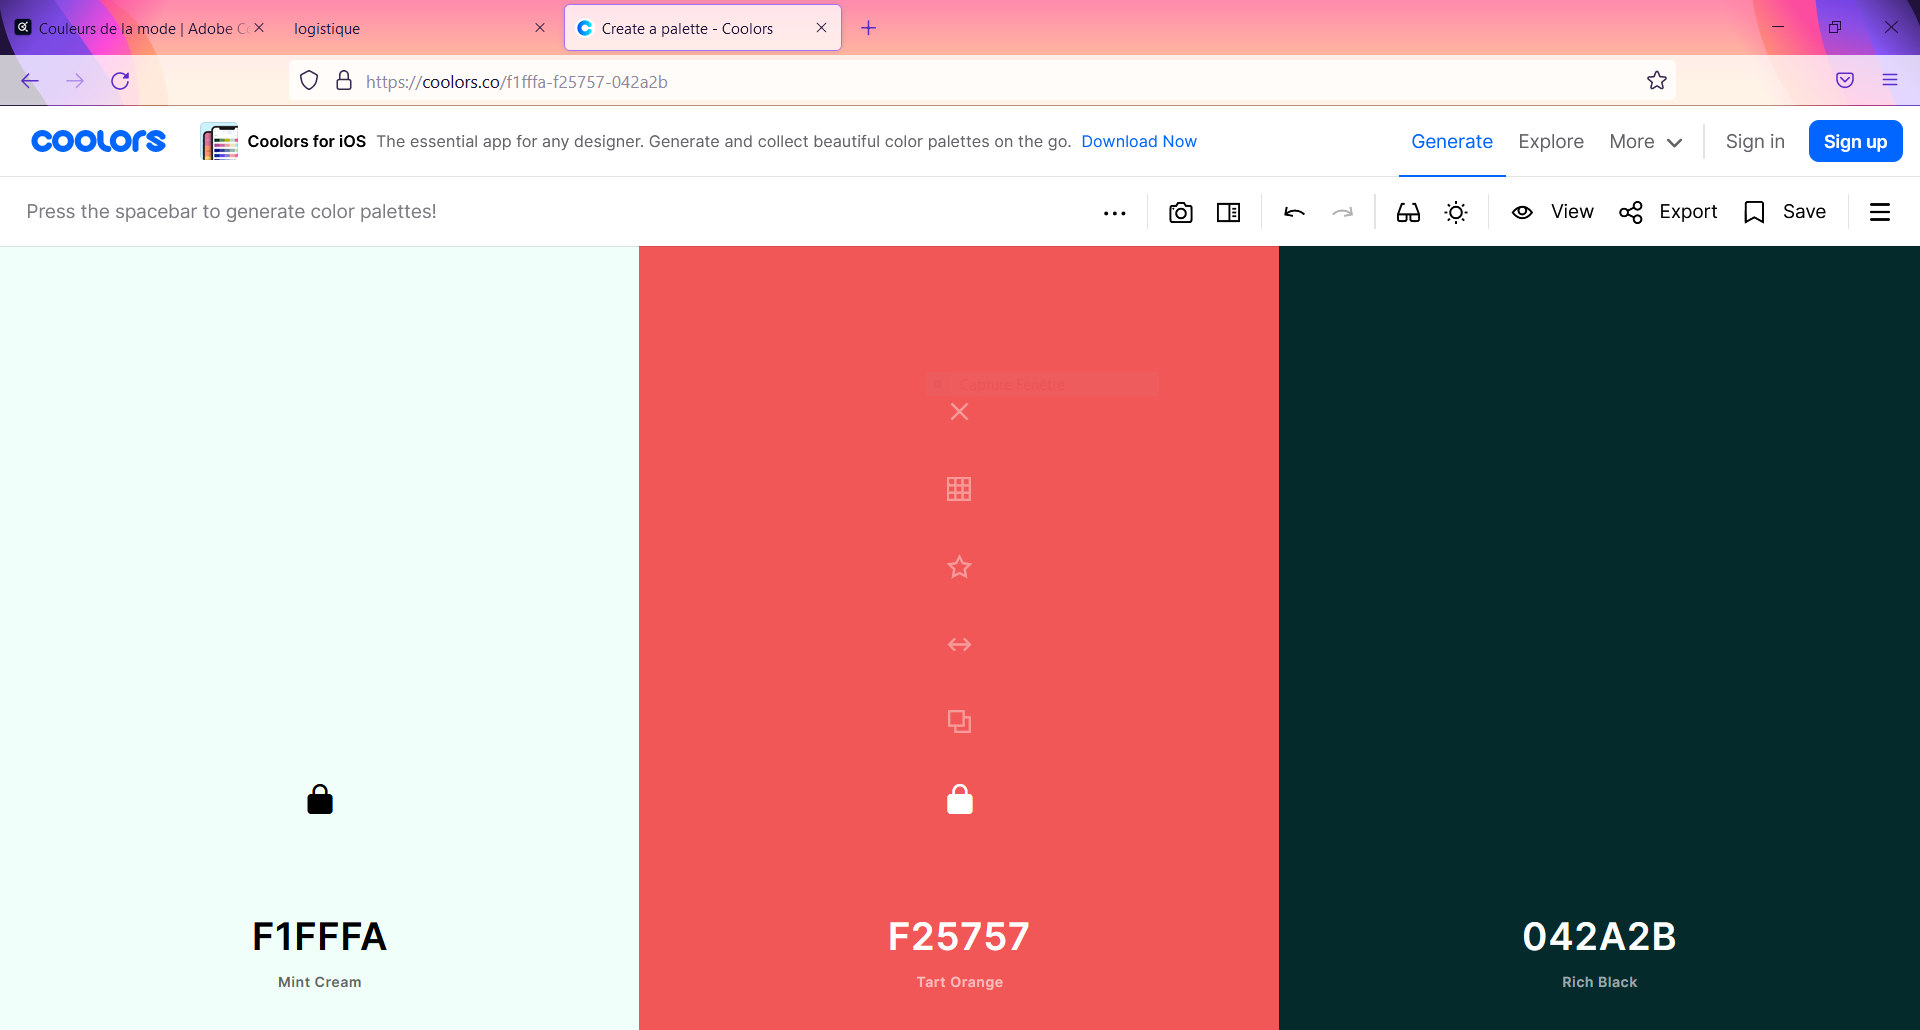 Couleurs de la mode | Adobe Co
logistique
Create a palette - Coolors
https://coolors.co/f1fffa-f25757-042a2b
coolors
Coolors for iOS The essential app for any designer. Generate and collect beautiful color palettes on the go. Download Now
Generate
Explore
More
Sign in
Sign up
Press the spacebar to generate color palettes!
View
Export
Save
Capture Fenêtre
F1FFFA
Mint Cream
F25757
Tart Orange
042A2B
Rich Black